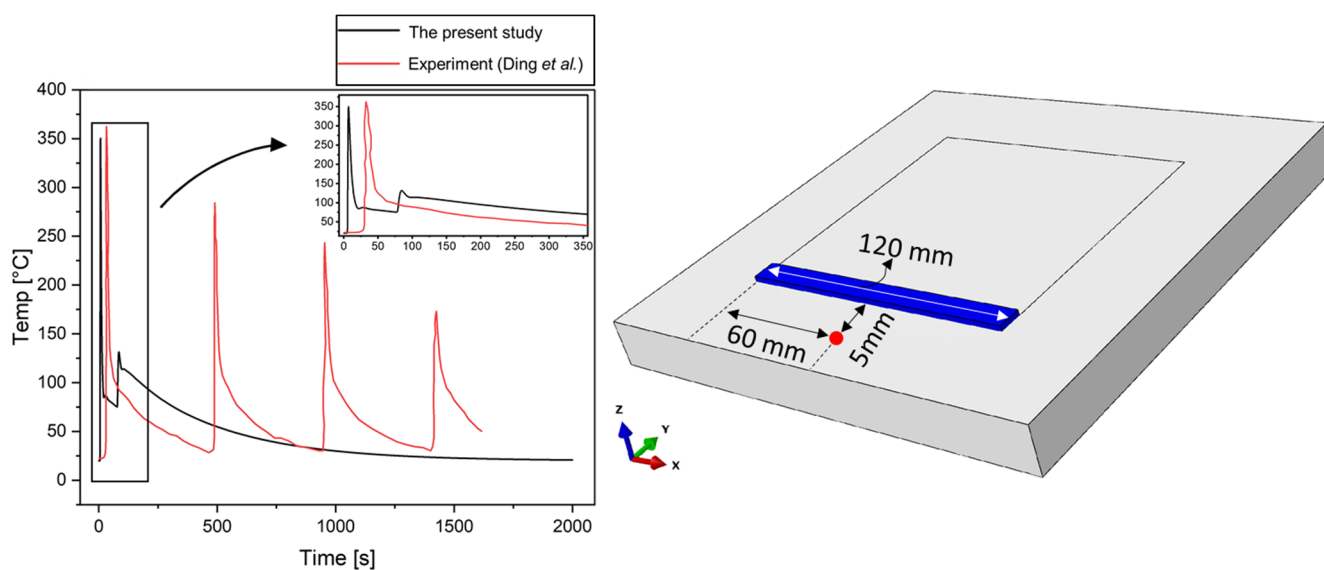 The present study
Experiment (Ding et al.)
400
350
300
250
200
150
100
50
0
Temp [°C]
350
300
250
200
150
100
50
0 50 100 150 200 250 300 350
0 500 1000 1500 2000
Time [s]
120 mm
60 mm
5mm
Z
Y
X